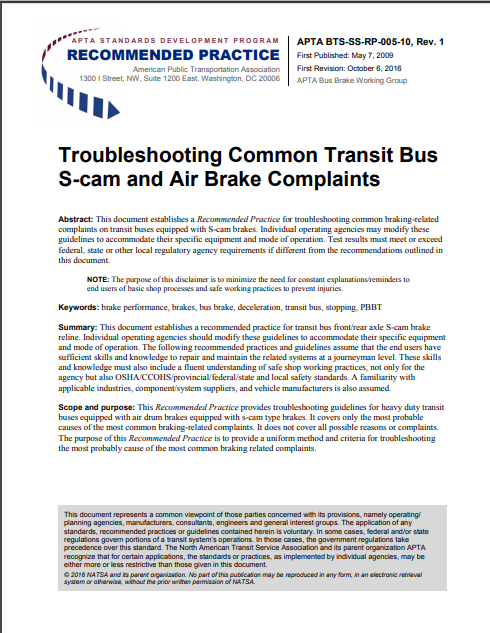 APTA STANDARDS DEVELOPMENT PROGRAM
RECOMMENDED PRACTICE
American Public Transportation Association
1300 I Street, NW, Suite 1200 East, Washington, DC 20006
APTA BTS-SS-RP-005-10, Rev. 1
First Published: May 7, 2009
First Revision: October 6, 2016
APTA Bus Brake Working Group
Troubleshooting Common Transit Bus
S-cam and Air Brake Complaints
Abstract: This document establishes a Recommended Practice for troubleshooting common braking-related
complaints on transit buses equipped with S-cam brakes. Individual operating agencies may modify these
guidelines to accommodate their specific equipment and mode of operation. Test results must meet or exceed
federal, state or other local regulatory agency requirements if different from the recommendations outlined in
this document.
NOTE: The purpose of this disclaimer is to minimize the need for constant explanations/reminders to
end users of basic shop processes and safe working practices to prevent injuries.
Keywords: brake performance, brakes, bus brake, deceleration, transit bus, stopping, PBBT
Summary: This document establishes a recommended practice for transit bus front/rear axle S-cam brake
reline. Individual operating agencies should modify these guidelines to accommodate their specific equipment
and mode of operation. The following recommended practices and guidelines assume that the end users have
sufficient skills and knowledge to repair and maintain the related systems at a journeyman level. These skills
and knowledge must also include a fluent understanding of safe shop working practices, not only for the
agency but also OSHA/CCOHS/provincial/federal/state and local safety standards. A familiarity with
applicable industries, component/system suppliers, and vehicle manufacturers is also assumed.
Scope and purpose: This Recommended Practice provides troubleshooting guidelines for heavy duty transit
buses equipped with air drum brakes equipped with s-cam type brakes. It covers only the most probable
causes of the most common braking-related complaints. It does not cover all possible reasons or complaints.
The purpose of this Recommended Practice is to provide a uniform method and criteria for troubleshooting
the most probably cause of the most common braking related complaints.
This document represents a common viewpoint of those parties concerned with its provisions, namely operating/
planning agencies, manufacturers, consultants, engineers and general interest groups. The application of any
standards, recommended practices or guidelines contained herein is voluntary. In some cases, federal and/or state
regulations govern portions of a transit system's operations. In those cases, the government regulations take
precedence over this standard. The North American Transit Service Association and its parent organization APTA
recognize that for certain applications, the standards or practices, as implemented by individual agencies, may be
either more or less restrictive than those given in this document.
© 2016 NATSA and its parent organization. No part of this publication may be reproduced in any form, in an electronic retrieval
system or otherwise, without the prior written permission of NATSA.